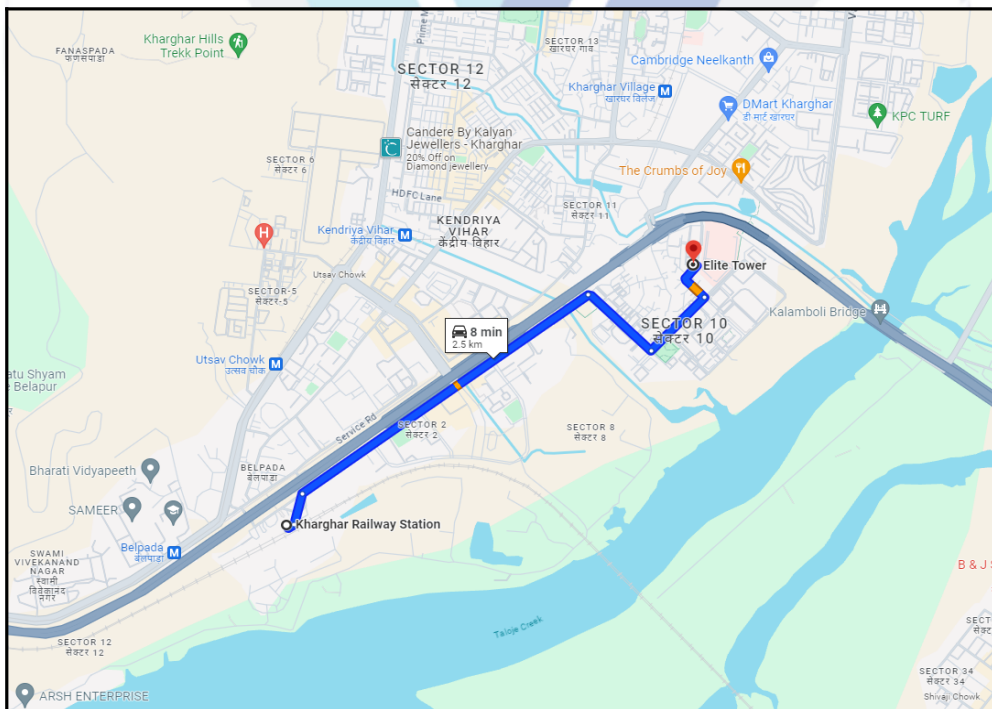 FANASPADA
फणसपाडा
Kharghar Hills
Trekk Point
SECTOR 12
सेक्टर 12
SECTOR 13
खारघर गाव
Cambridge Neelkanth
Kharghar Village
खारघर विलेज
DMart Kharghar
डी मार्ट खारघर
KPC TURF
Candere By Kalyan
Jewellers - Kharghar
20% Off on
Diamond jewellery
SECTOR 6
सेक्टर 6
The Crumbs of Joy
HDFC Lane
SECTOR 11
सेक्टर 11
KENDRIYA
VIHAR
केंद्रीय विहार
Kendriya Vihar
केंद्रिय विहार
H
Utsav Chowk
Elite Tower
SECTOR-5
सेक्टर-5
Kalamboli Bridge
SECTOR 10
सेक्टर 10
8 min
2.5 km
Utsav Chowk
उत्सव चौक
atu Shyam
Belapur
Service Rd
SECTOR 2
सेक्टर 2
SECTOR 8
सेक्टर 8
BELPADA
बेलपाडा
Bharati Vidyapeeth
SAMEER
Kharghar Railway Station
Belpada
बेलपाडा
SWAMI
VIVEKANAND
NAGAR
स्वामी
विवेकानंद
नगर
B & J S
Taloje Creek
SECTOR 12
सेक्टर 12
SECTOR 34
सेक्टर 34
Shivaji Chowk
ARSH ENTERPRISE